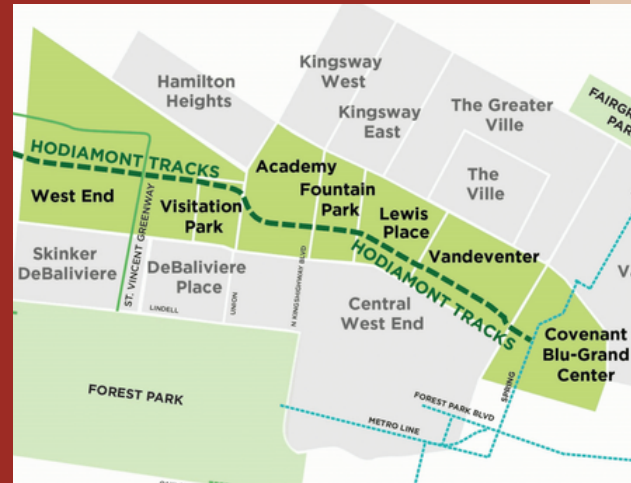 Kingsway
West
Hamilton
Heights
Kingsway
East
The Greater
Ville
HODIAMONT TRACKS
Academy
The
Ville
West End
Visitation
Park
Fountain
Park
Lewis
Place
Vandeventer
Skinker
DeBaliviere
ST. VINCENT GREENWAY
DeBaliviere
Place
LINDELL
UNION
N KINGSHIGHWAY BLVD
HODIAMONT TRACKS
Central
West End
Covenant
Blu-Grand
Center
SPRING
FOREST PARK
FOREST PARK BLVD
METRO LINE